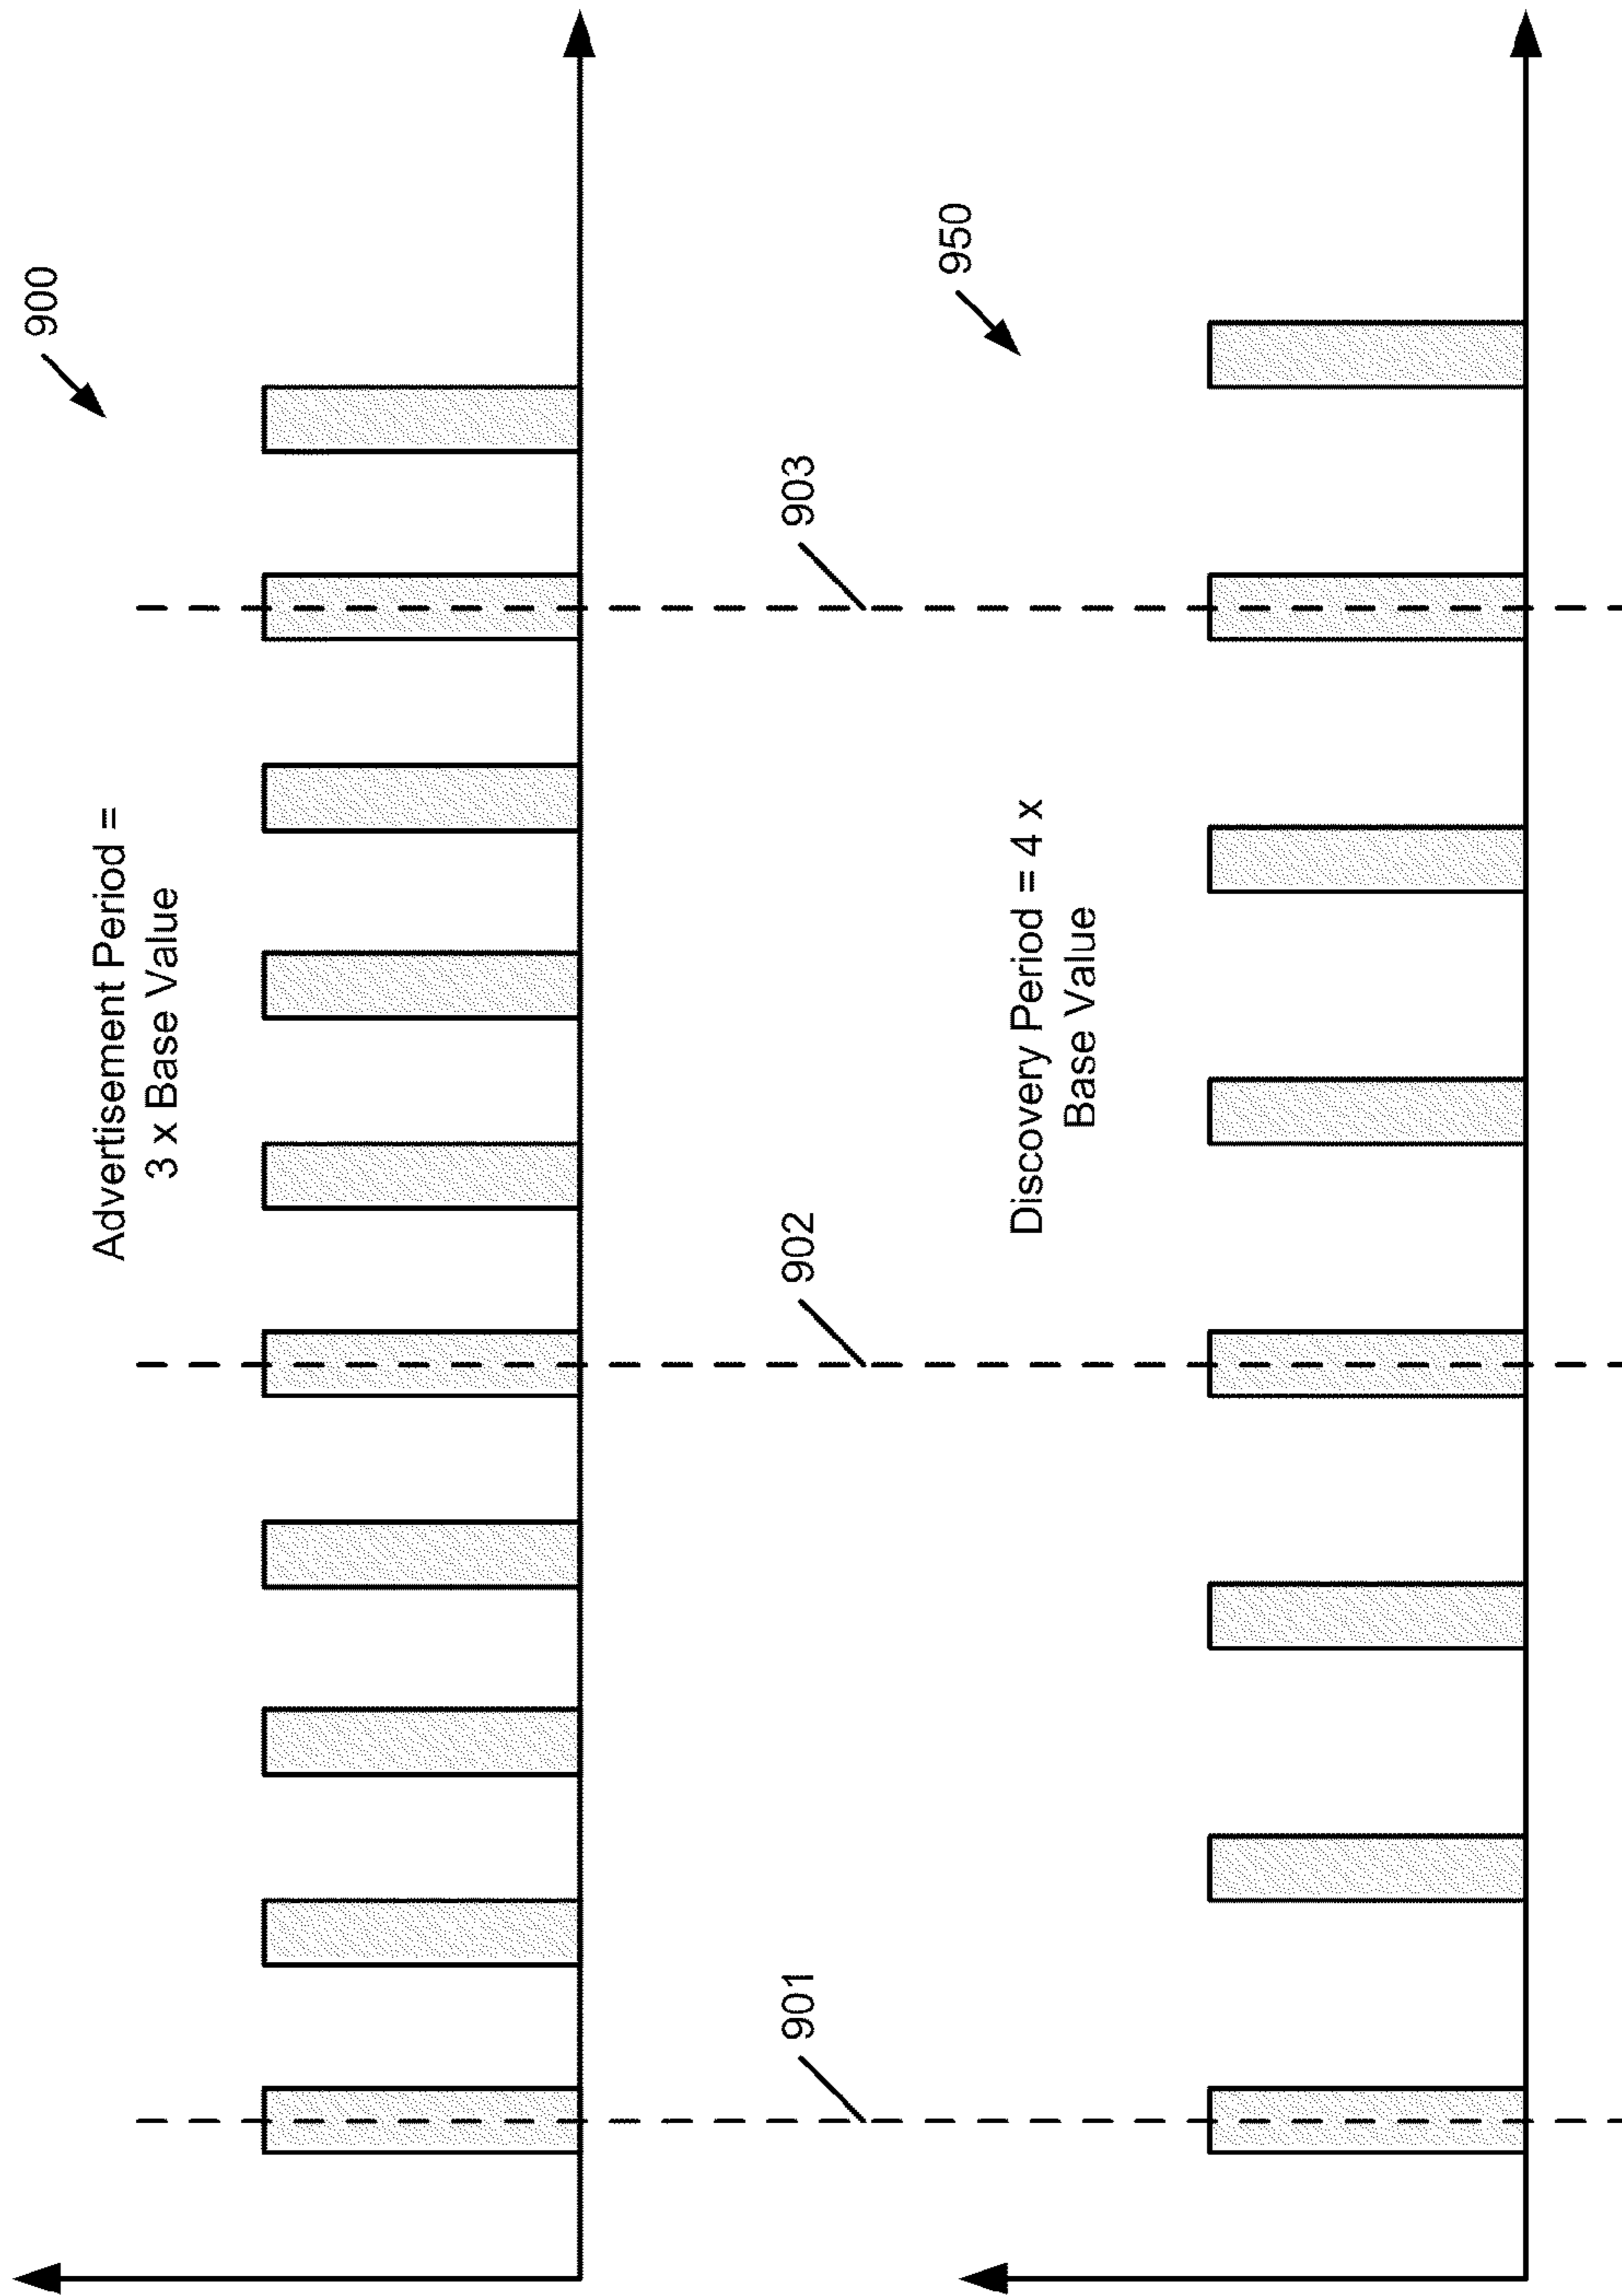 900
Advertisement Period =
3 x Base Value
901
902
903
950
Discovery Period = 4 x
Base Value